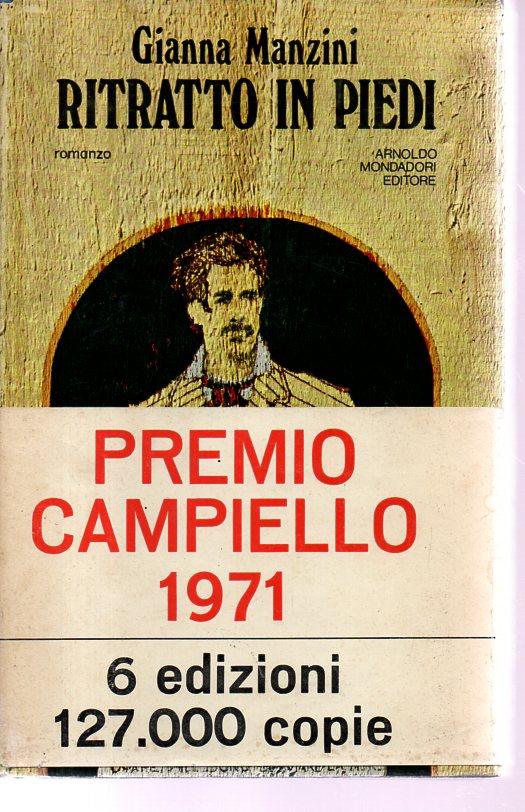 Gianna Manzini
RITRATTO IN PIEDI
romanzo
ARNOLDO
MONDADORI
EDITORE
PREMIO
CAMPIELLO
1971
6 edizioni
127.000 copie